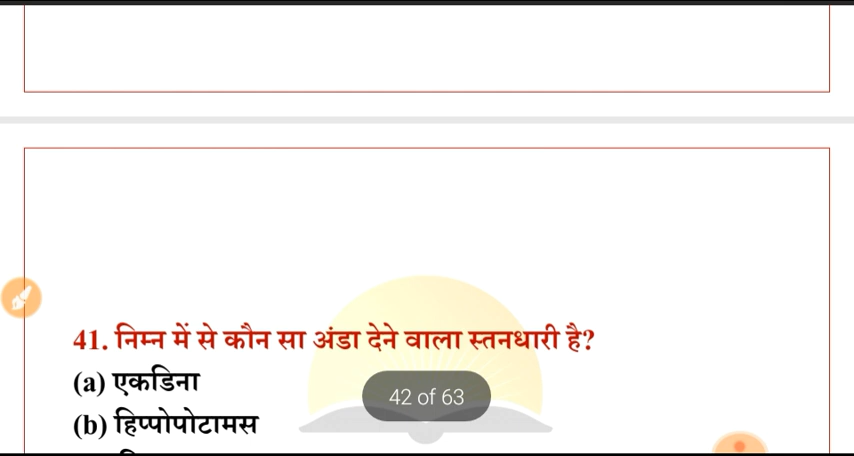 41. निम्न में से कौन सा अंडा देने वाला स्तनधारी है?
(a) एकडिना
42 of 63
(b) हिप्पोपोटामस